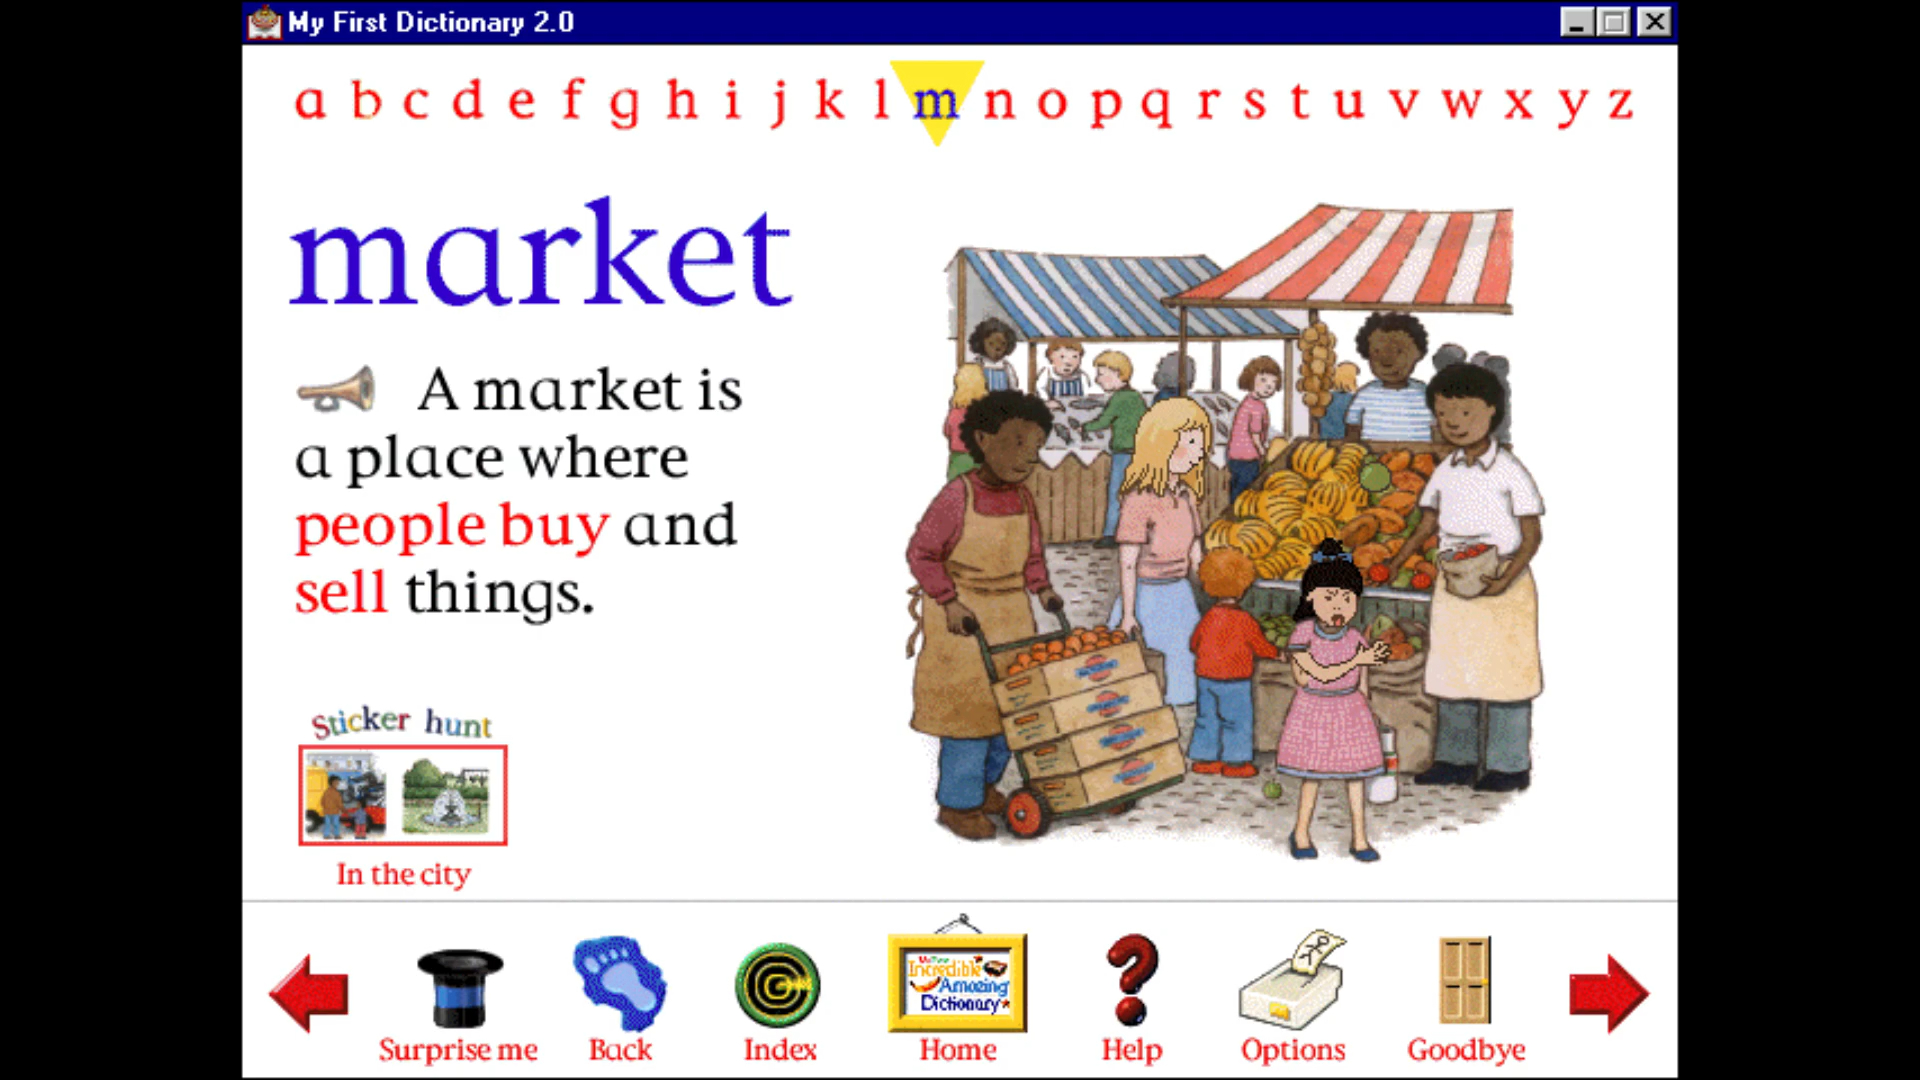 My First Dictionary 2.0
a b c d e f g h i j k l m n o p q r s t u v w x y z
market
A market is
a place where
people buy and
sell things.
Sticker hunt
In the city
Incredible
Amazing
Dictionary
Surprise me
Back
Index
Home
Help
Options
Goodbye